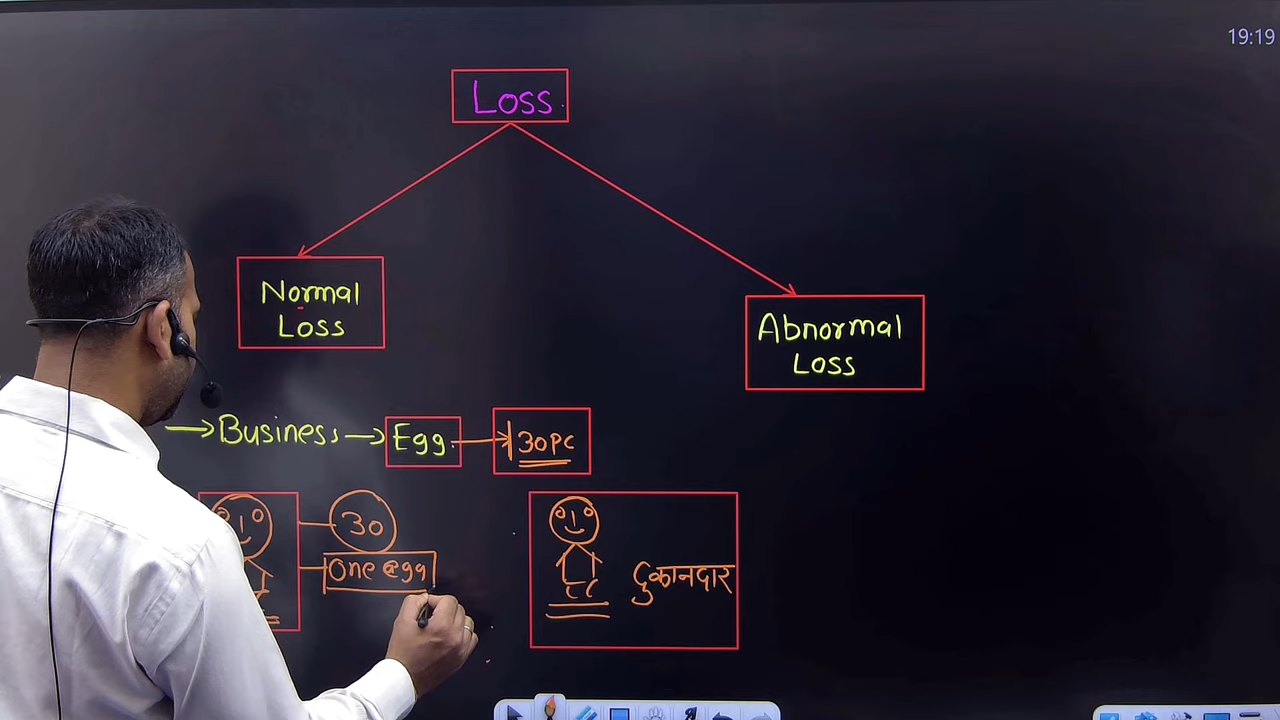 19:19
Loss
Normal
Loss
Abnormal
Loss
→Business→ Egg → 30PC
30
One egg
दुकानदार